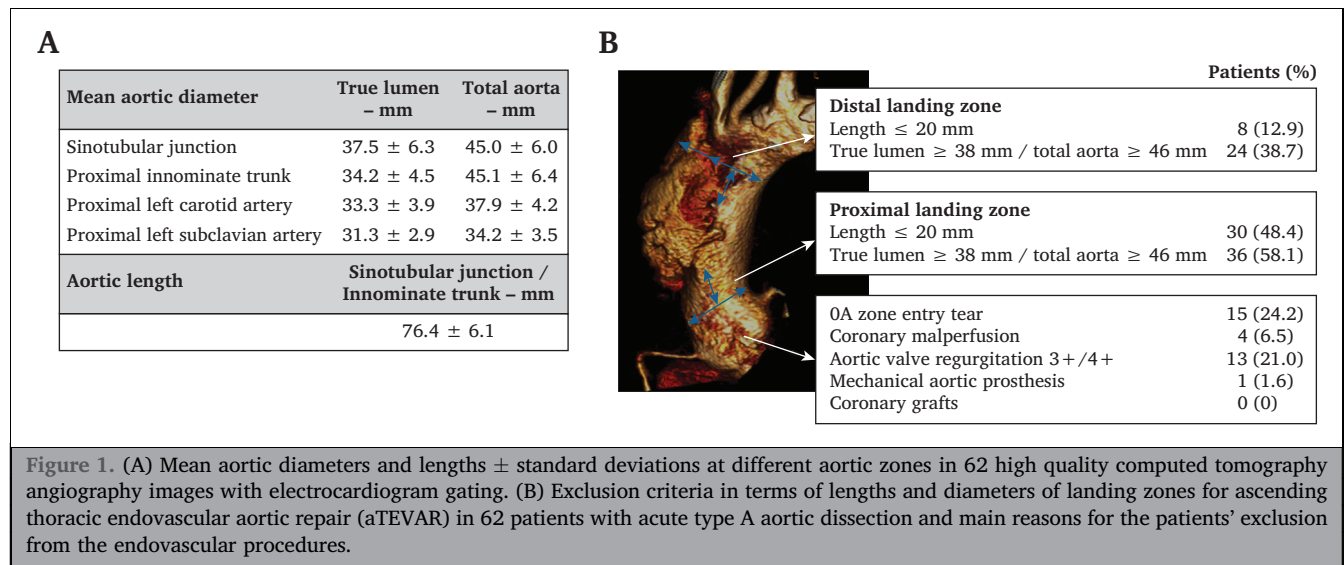 A
Mean aortic diameter
True lumen – mm
Total aorta – mm
Sinotubular junction 37.5 ± 6.3 45.0 ± 6.0
Proximal innominate trunk 34.2 ± 4.5 45.1 ± 6.4
Proximal left carotid artery 33.3 ± 3.9 37.9 ± 4.2
Proximal left subclavian artery 31.3 ± 2.9 34.2 ± 3.5
Aortic length
Sinotubular junction /
Innominate trunk – mm
76.4 ± 6.1
B
Patients (%)
Distal landing zone
Length ≤ 20 mm 8 (12.9)
True lumen ≥ 38 mm / total aorta ≥ 46 mm 24 (38.7)
Proximal landing zone
Length ≤ 20 mm 30 (48.4)
True lumen ≥ 38 mm / total aorta ≥ 46 mm 36 (58.1)
0A zone entry tear 15 (24.2)
Coronary malperfusion 4 (6.5)
Aortic valve regurgitation 3+/4+ 13 (21.0)
Mechanical aortic prosthesis 1 (1.6)
Coronary grafts 0 (0)
Figure 1. (A) Mean aortic diameters and lengths ± standard deviations at different aortic zones in 62 high quality computed tomography
angiography images with electrocardiogram gating. (B) Exclusion criteria in terms of lengths and diameters of landing zones for ascending
thoracic endovascular aortic repair (aTEVAR) in 62 patients with acute type A aortic dissection and main reasons for the patients' exclusion
from the endovascular procedures.